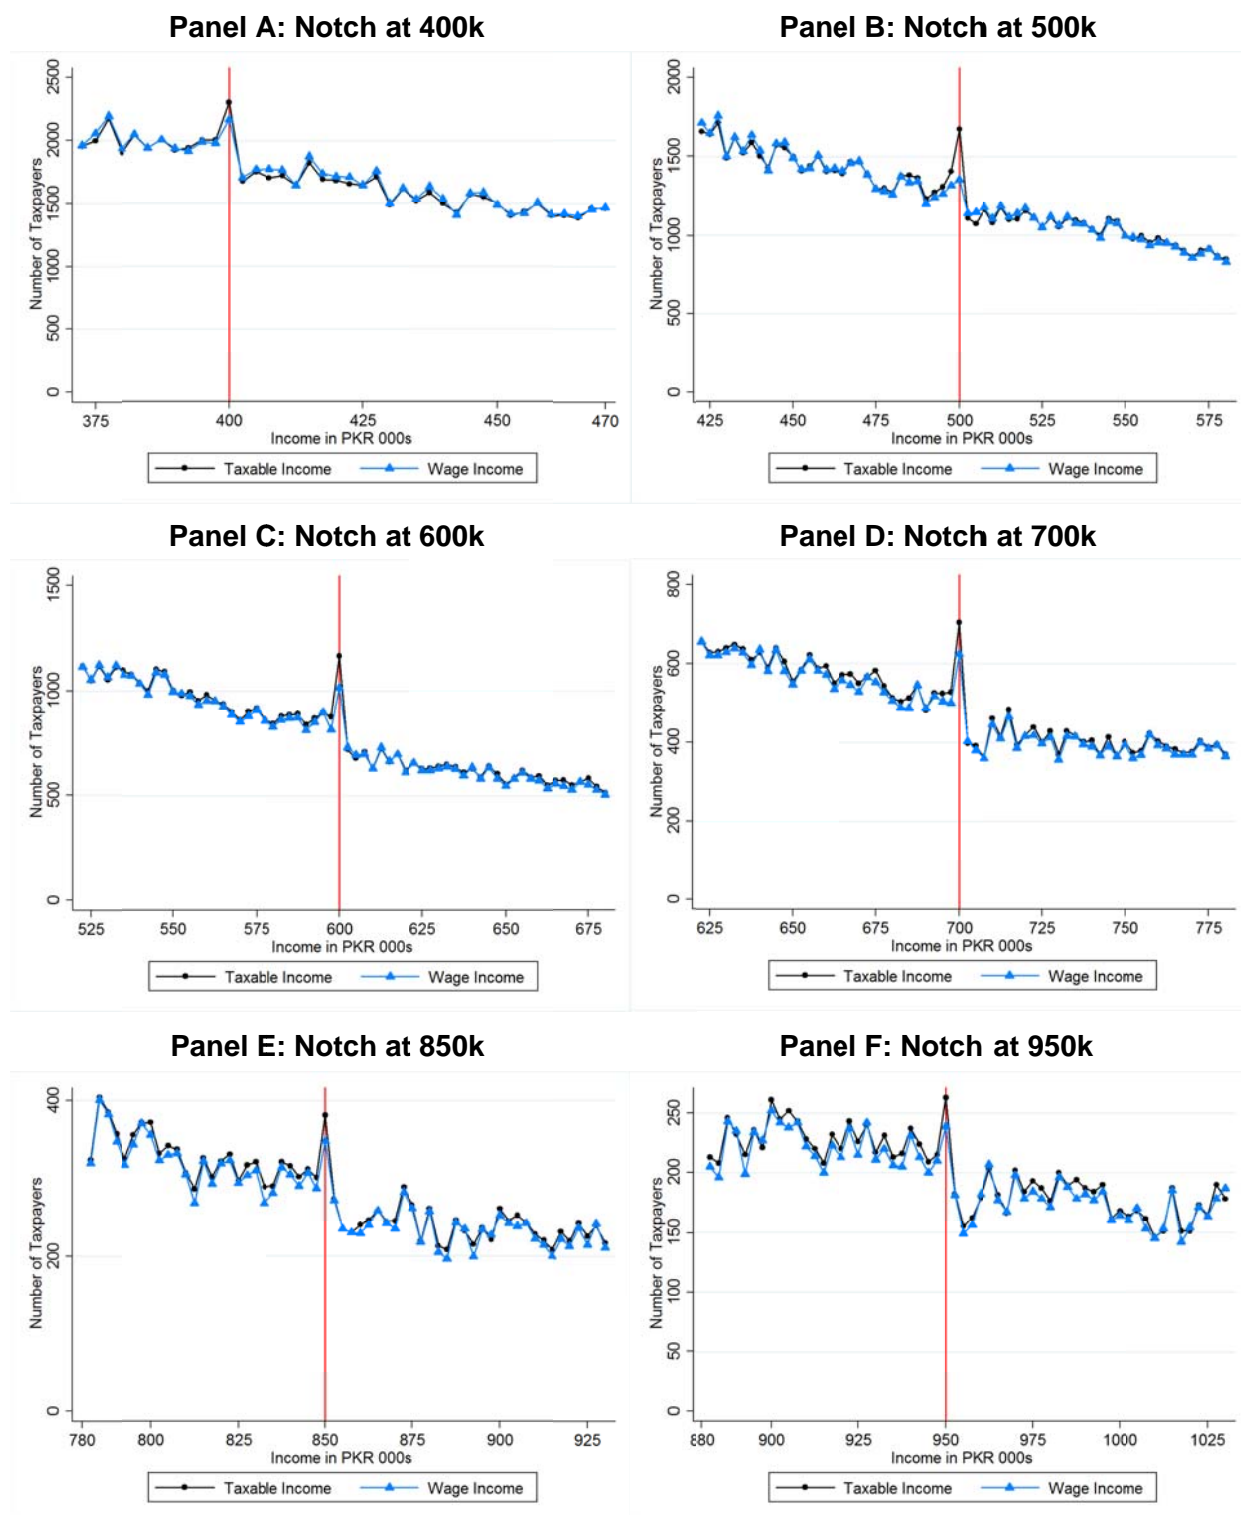 Panel A: Notch at 400k
Number of Taxpayers
2500
2000
1500
1000
500
0
375 400 425 450 470
Income in PKR 000s
Taxable Income Wage Income
Panel B: Notch at 500k
Number of Taxpayers
2000
1500
1000
500
0
425 450 475 500 525 550 575
Income in PKR 000s
Taxable Income Wage Income
Panel C: Notch at 600k
Number of Taxpayers
1500
1000
500
0
525 550 575 600 625 650 675
Income in PKR 000s
Taxable Income Wage Income
Panel D: Notch at 700k
Number of Taxpayers
800
600
400
200
0
625 650 675 700 725 750 775
Income in PKR 000s
Taxable Income Wage Income
Panel E: Notch at 850k
Number of Taxpayers
400
200
0
780 800 825 850 875 900 925
Income in PKR 000s
Taxable Income Wage Income
Panel F: Notch at 950k
Number of Taxpayers
250
200
150
100
50
0
880 900 925 950 975 1000 1025
Income in PKR 000s
Taxable Income Wage Income